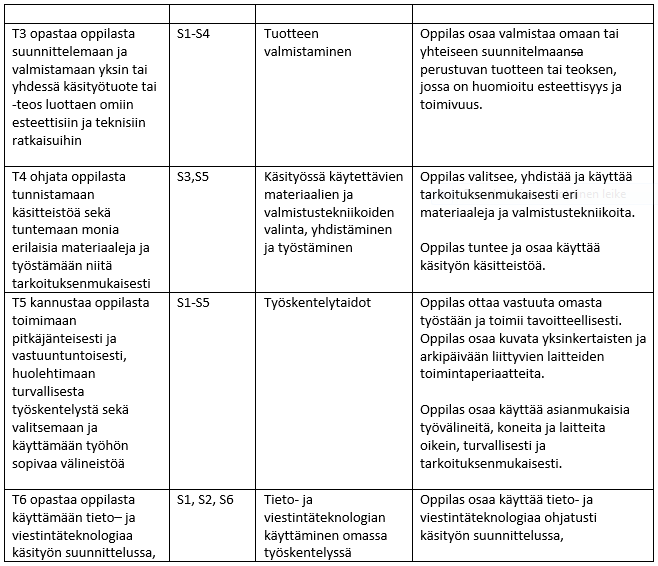 T3 opastaa oppilasta
suunnittelemaan ja
valmistamaan yksin tai
yhdessä käsityötuote tai
-teos luottaen omiin
esteettisiin ja teknisiin
ratkaisuihin
S1-S4
Tuotteen
valmistaminen
Oppilas osaa valmistaa omaan tai
yhteiseen suunnitelmaansa
perustuvan tuotteen tai teoksen,
jossa on huomioitu esteettisyys ja
toimivuus.
T4 ohjata oppilasta
tunnistamaan
käsitteistöä sekä
tuntemaan monia
erilaisia materiaaleja ja
työstämään niitä
tarkoituksenmukaisesti
S3,S5
Käsityössä käytettävien
materiaalien ja
valmistustekniikoiden
valinta, yhdistäminen
ja työstäminen
Oppilas valitsee, yhdistää ja käyttää
tarkoituksenmukaisesti eri
materiaaleja ja valmistustekniikoita.
Oppilas tuntee ja osaa käyttää
käsityön käsitteistöä.
T5 kannustaa oppilasta
toimimaan
pitkäjänteisesti ja
vastuuntuntoisesti,
huolehtimaan
turvallisesta
työskentelystä sekä
valitsemaan ja
käyttämään työhön
sopivaa välineistöä
S1-S5
Työskentelytaidot
Oppilas ottaa vastuuta omasta
työstään ja toimii tavoitteellisesti.
Oppilas osaa kuvata yksinkertaisten ja
arkipäivään liittyvien laitteiden
toimintaperiaatteita.
Oppilas osaa käyttää asianmukaisia
työvälineitä, koneita ja laitteita
oikein, turvallisesti ja
tarkoituksenmukaisesti.
T6 opastaa oppilasta
käyttämään tieto– ja
viestintäteknologiaa
käsityön suunnittelussa,
S1, S2, S6
Tieto- ja
viestintäteknologian
käyttäminen omassa
työskentelyssä
Oppilas osaa käyttää tieto- ja
viestintäteknologiaa ohjatusti
käsityön suunnittelussa,